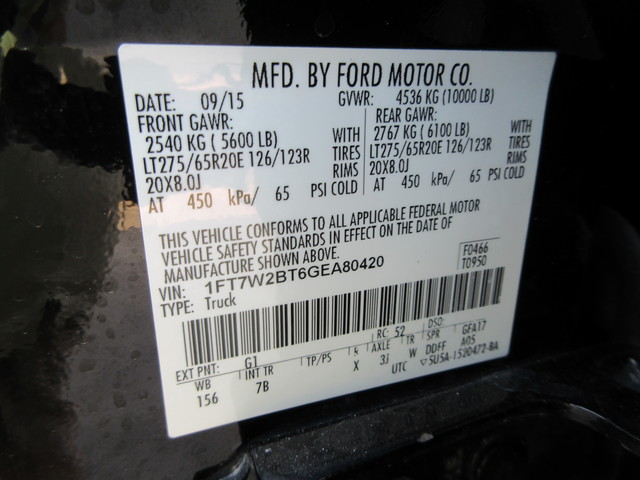 MFD. BY FORD MOTOR CO.
DATE: 09/15 GVWR: 4536 KG (10000 LB)
FRONT GAWR: REAR GAWR:
2540 KG ( 5600 LB) WITH 2767 KG ( 6100 LB) WITH
LT275/65R20E 126/123R TIRES LT275/65R20E 126/123R TIRES
20X8.0J RIMS 20X8.0J RIMS
AT 450 kPa/ 65 PSI COLD AT 450 kPa/ 65 PSI COLD
THIS VEHICLE CONFORMS TO ALL APPLICABLE FEDERAL MOTOR
VEHICLE SAFETY STANDARDS IN EFFECT ON THE DATE OF
MANUFACTURE SHOWN ABOVE. F0466
VIN: 1FT7W2BT6GEA80420 T0950
TYPE: Truck
EXT PNT: G1 RC: 52 DSO:
WB INT TR TP/PS R AXLE TR SPR GFA17
156 7B X 3J W DDFF A05
UTC 5U5A-1520472-BA